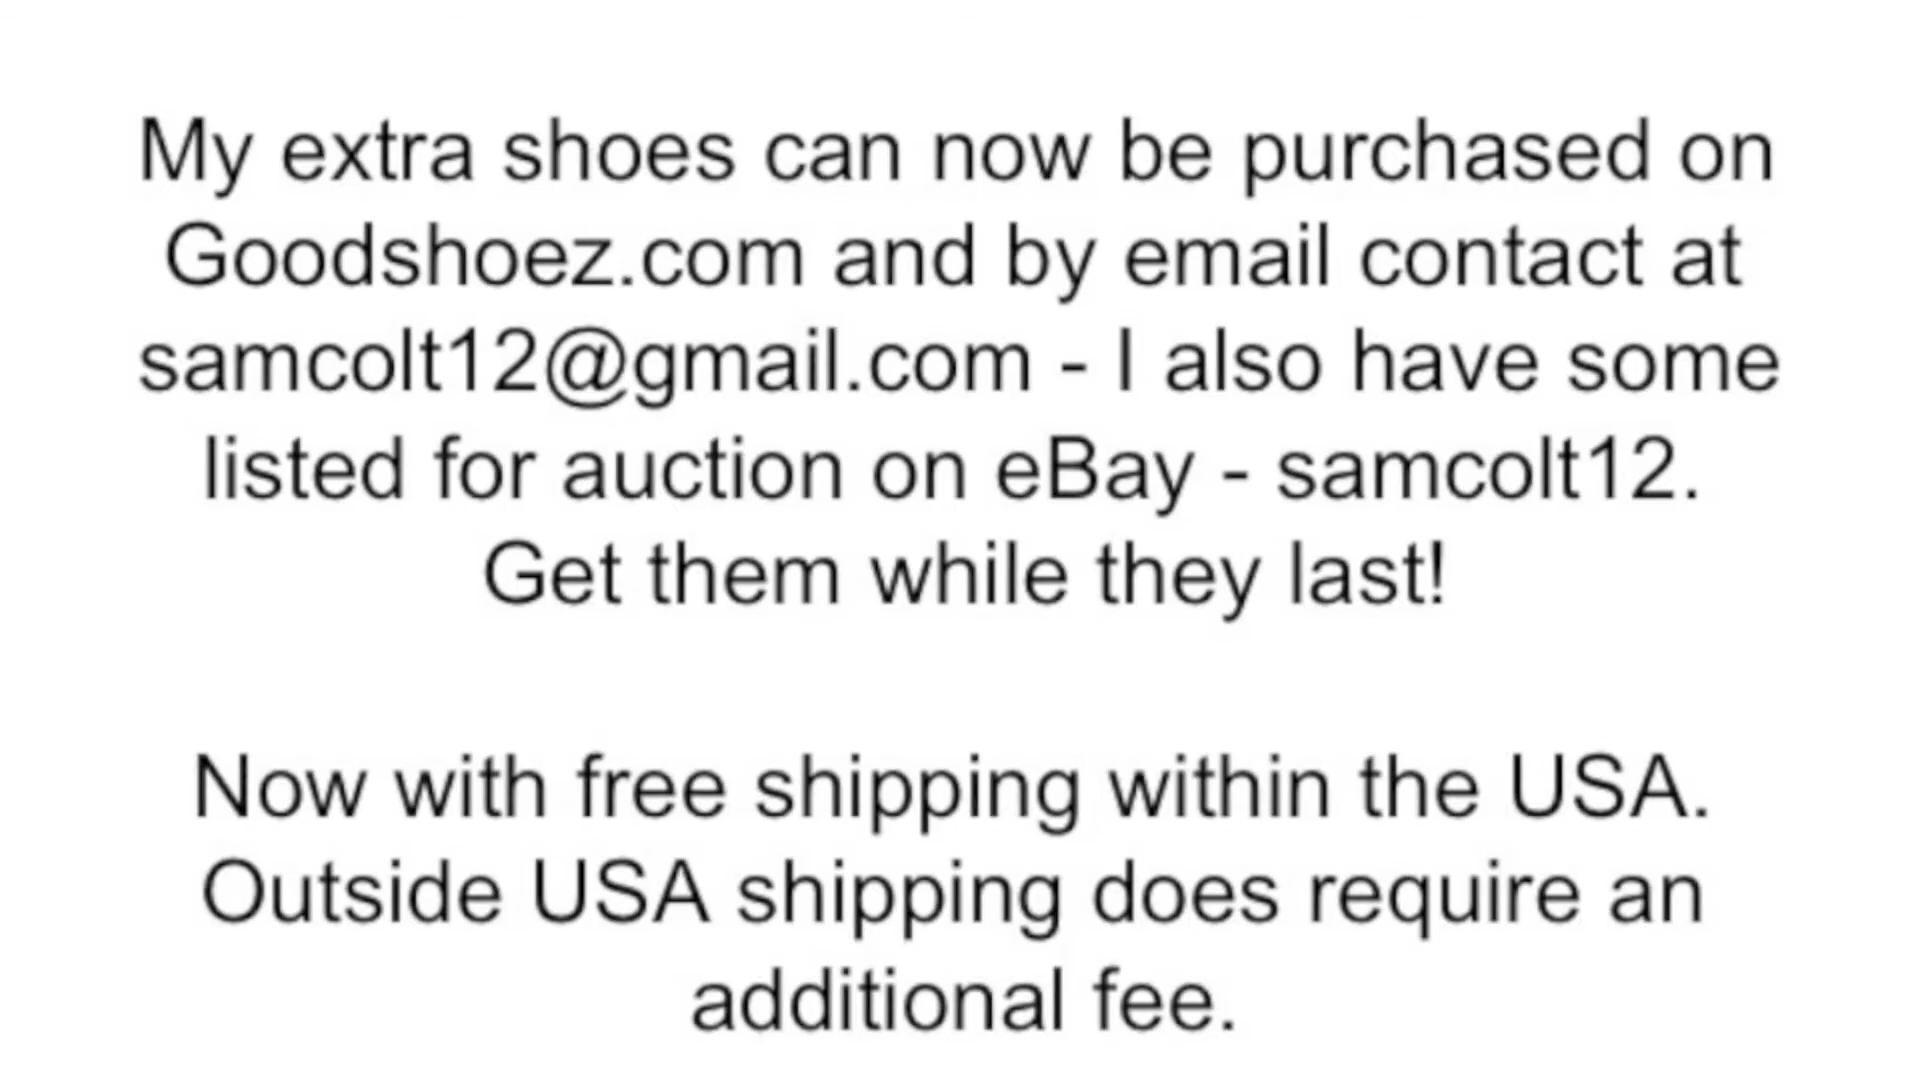 My extra shoes can now be purchased on
Goodshoez.com and by email contact at
samcolt12@gmail.com - I also have some
listed for auction on eBay - samcolt12.
Get them while they last!
Now with free shipping within the USA.
Outside USA shipping does require an
additional fee.